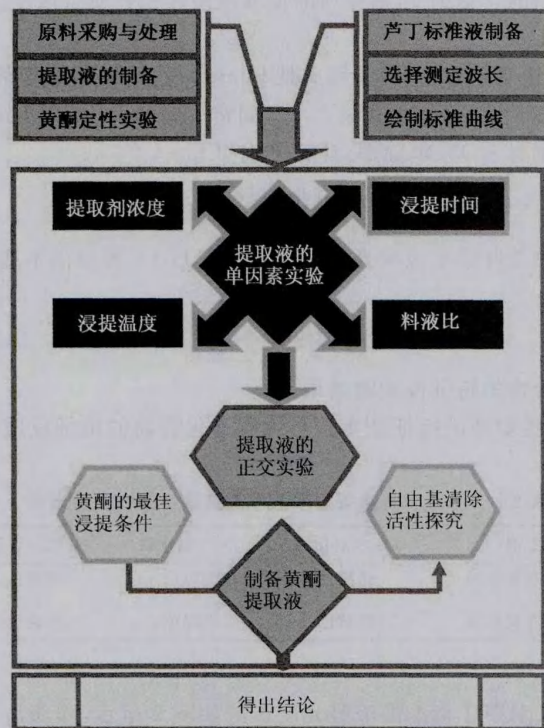 原料采购与处理
提取液的制备
黄酮定性实验
芦丁标准液制备
选择测定波长
绘制标准曲线
提取剂浓度
浸提时间
提取液的
单因素实验
浸提温度
料液比
提取液的
正交实验
黄酮的最佳
浸提条件
自由基清除
活性探究
制备黄酮
提取液
得出结论